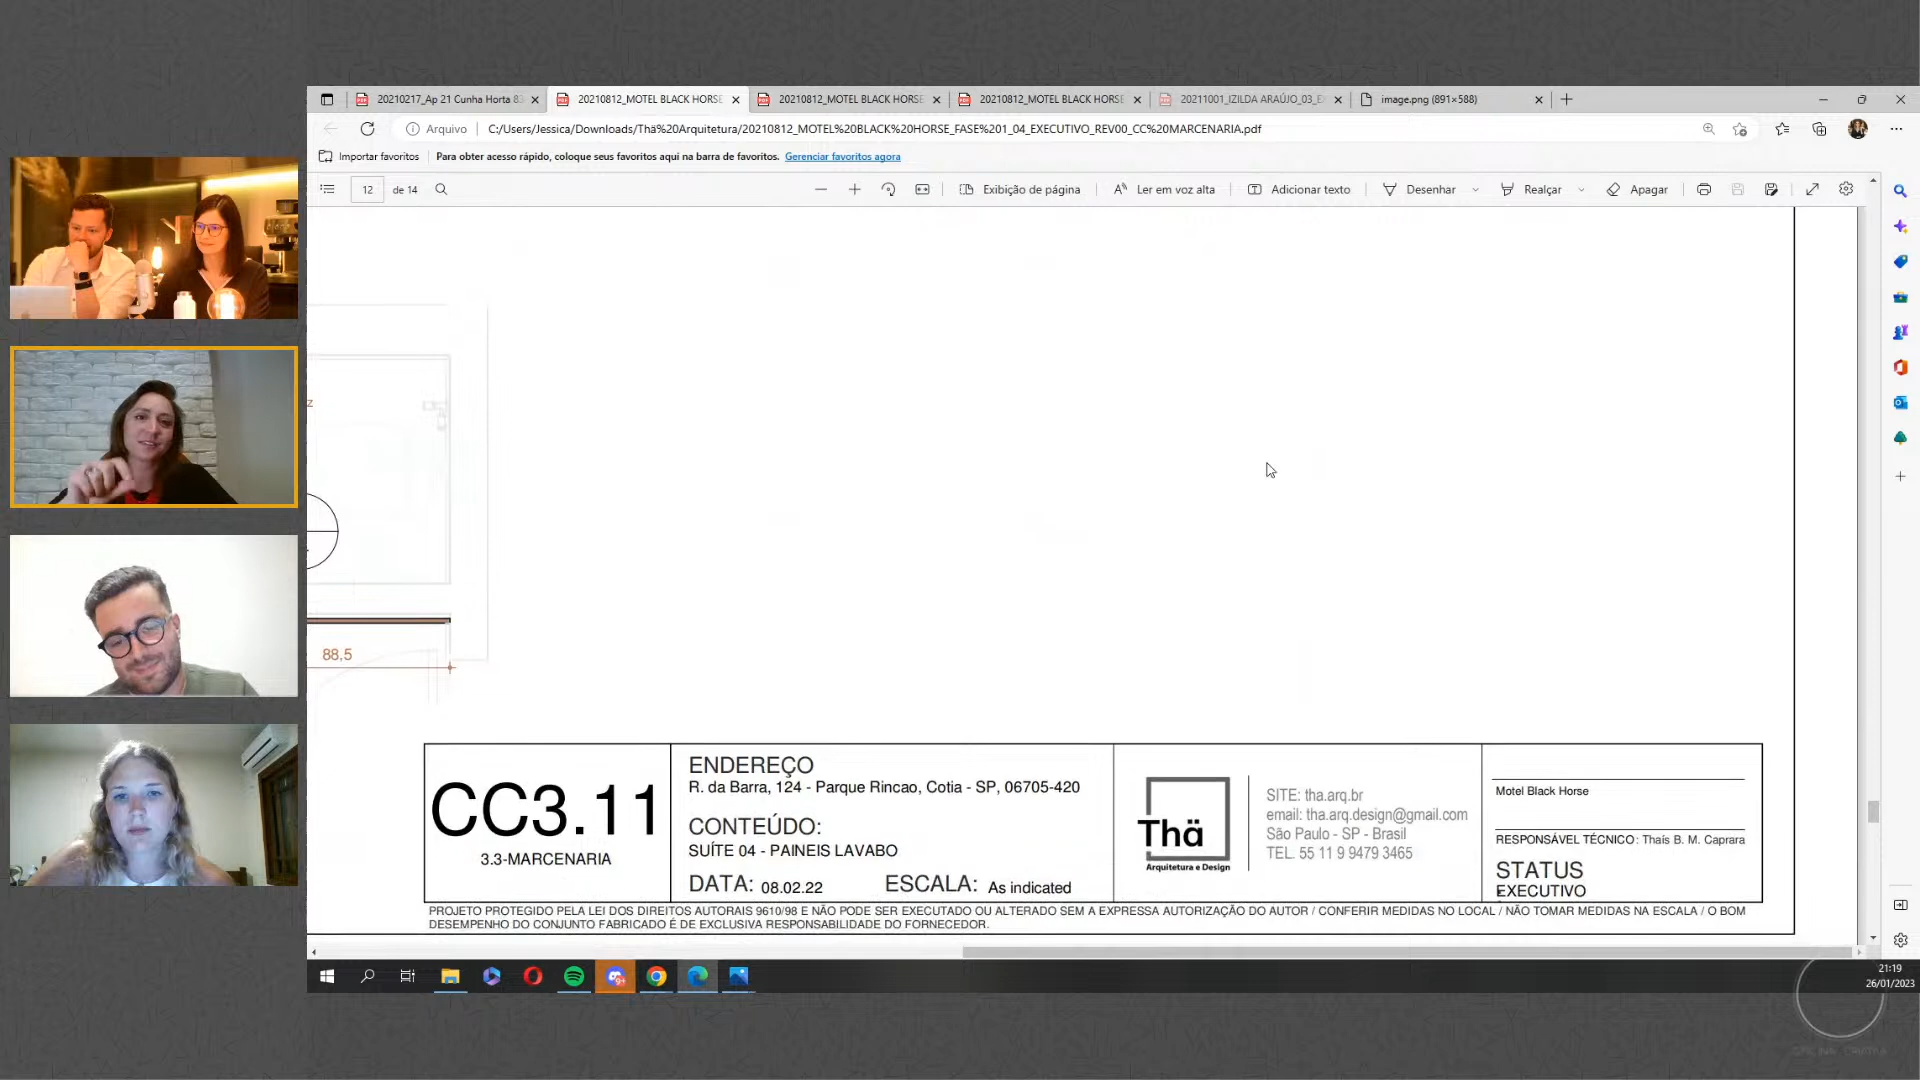 20210217_Ap 21 Cunha Horta 83
20210812_MOTEL BLACK HORSE
20210812_MOTEL BLACK HORSE
20210812_MOTEL BLACK HORSE
20211001_IZILDA ARAÚJO_03_E
image.png (891×588)
Arquivo
C:/Users/Jessica/Downloads/Thä%20Arquitetura/20210812_MOTEL%20BLACK%20HORSE_FASE%201_04_EXECUTIVO_REV00_CC%20MARCENARIA.pdf
Importar favoritos
Para obter acesso rápido, coloque seus favoritos aqui na barra de favoritos. Gerenciar favoritos agora
12 de 14
Exibição de página
Ler em voz alta
Adicionar texto
Desenhar
Realçar
Apagar
88,5
CC3.11
3.3-MARCENARIA
ENDEREÇO
R. da Barra, 124 - Parque Rincao, Cotia - SP, 06705-420
CONTEÚDO:
SUÍTE 04 - PAINEIS LAVABO
DATA: 08.02.22
ESCALA: As indicated
Thä
Arquitetura e Design
SITE: tha.arq.br
email: tha.arq.design@gmail.com
São Paulo - SP - Brasil
TEL. 55 11 9 9479 3465
Motel Black Horse
RESPONSÁVEL TÉCNICO: Thaís B. M. Caprara
STATUS
EXECUTIVO
PROJETO PROTEGIDO PELA LEI DOS DIREITOS AUTORAIS 9610/98 E NÃO PODE SER EXECUTADO OU ALTERADO SEM A EXPRESSA AUTORIZAÇÃO DO AUTOR / CONFERIR MEDIDAS NO LOCAL / NÃO TOMAR MEDIDAS NA ESCALA / O BOM
DESEMPENHO DO CONJUNTO FABRICADO É DE EXCLUSIVA RESPONSABILIDADE DO FORNECEDOR.
21:19
26/01/2023